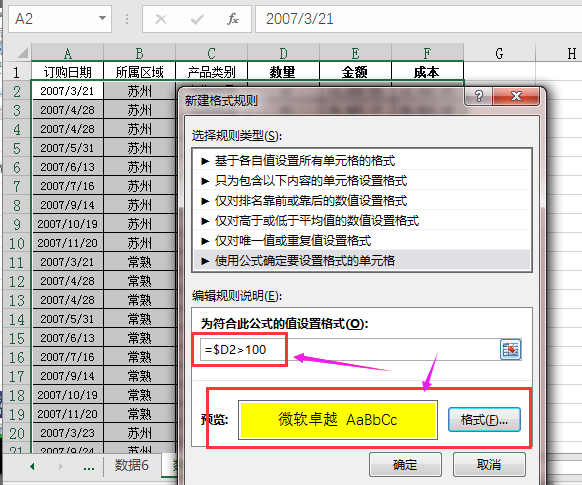 A2 fx 2007/3/21
A B C D E F G H
1 订购日期 所属区域 产品类别 数量 金额 成本
2 2007/3/21 苏州
3 2007/4/28 苏州
4 2007/4/28 苏州
5 2007/5/31 苏州
6 2007/6/13 苏州
7 2007/7/16 苏州
8 2007/9/14 苏州
9 2007/10/19 苏州
10 2007/11/20 苏州
11 2007/3/21 常熟
12 2007/4/28 常熟
13 2007/4/28 常熟
14 2007/5/31 常熟
15 2007/6/13 常熟
16 2007/7/16 常熟
17 2007/9/14 常熟
18 2007/10/19 常熟
19 2007/11/20 常熟
20 2007/3/23 苏州
21 2007/9/24 苏州
数据6
新建格式规则
选择规则类型(S):
► 基于各自值设置所有单元格的格式
► 只为包含以下内容的单元格设置格式
► 仅对排名靠前或靠后的数值设置格式
► 仅对高于或低于平均值的数值设置格式
► 仅对唯一值或重复值设置格式
► 使用公式确定要设置格式的单元格
编辑规则说明(E):
为符合此公式的值设置格式(O):
=$D2>100
预览: 微软卓越 AaBbCc 格式(F)...
确定 取消